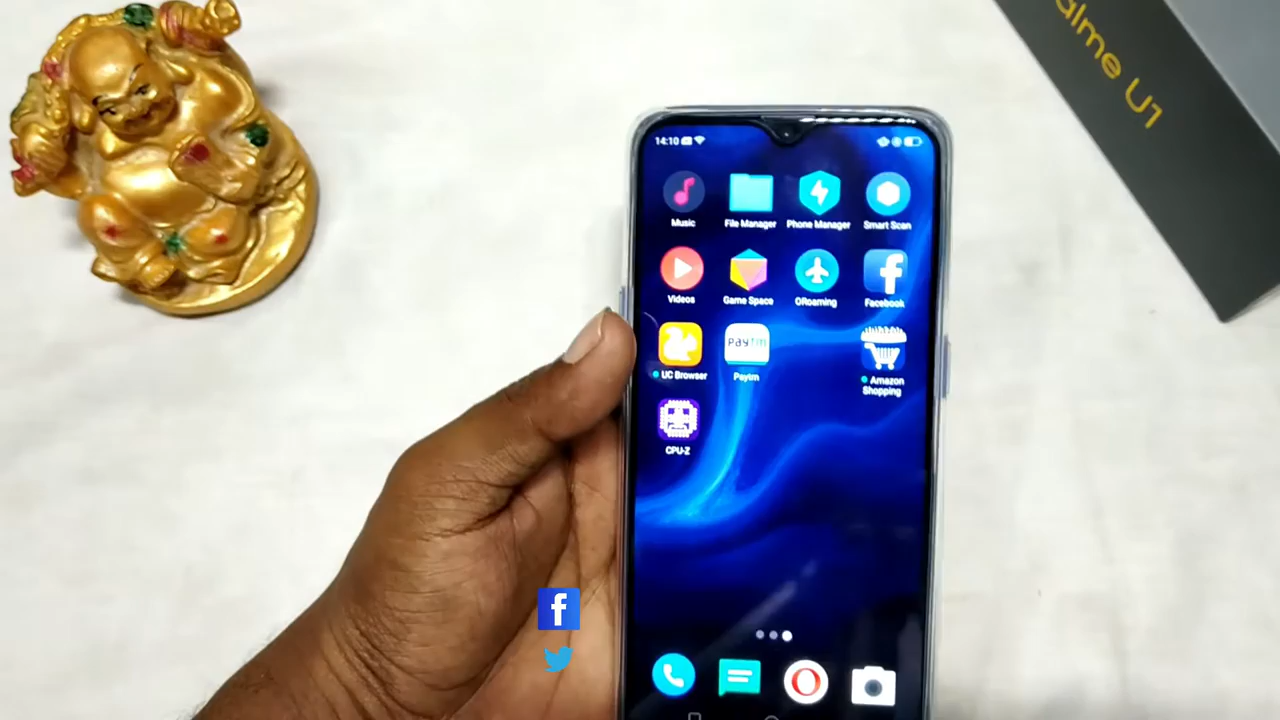 realme U1
14:10
Music File Manager Phone Manager Smart Scan
Videos Game Space ORoaming Facebook
UC Browser Paytm Amazon
Shopping
CPU-Z